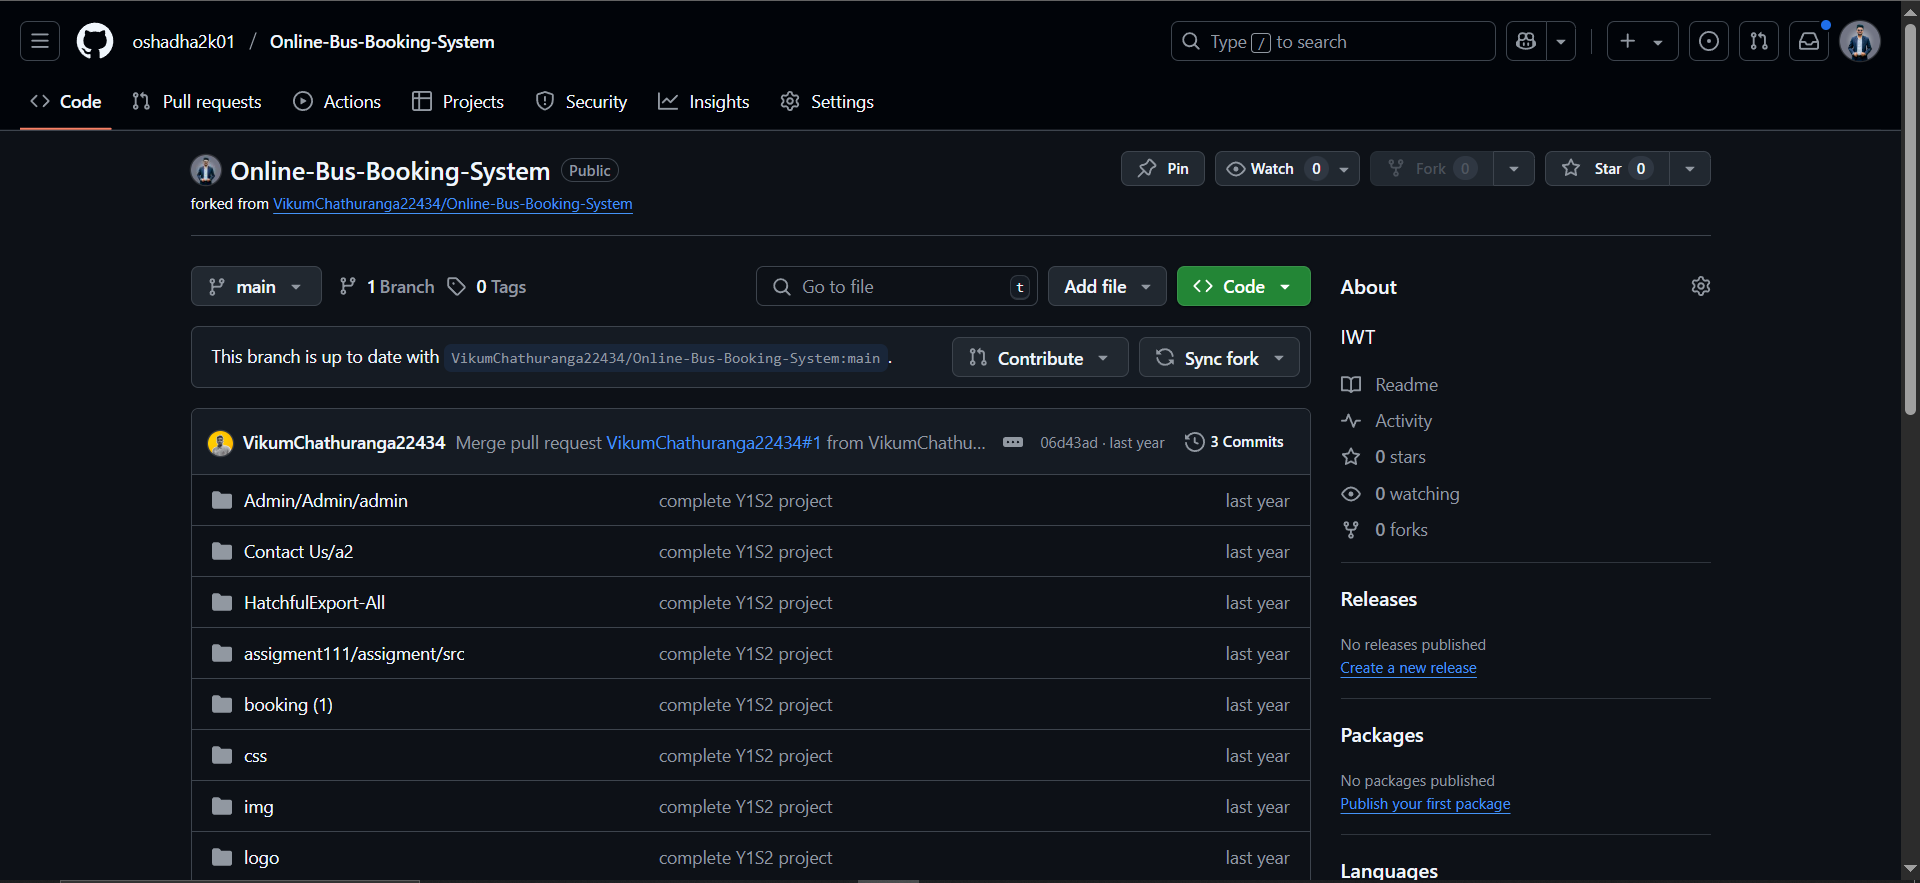 oshadha2k01 / Online-Bus-Booking-System
Type / to search
Code Pull requests Actions Projects Security Insights Settings
Online-Bus-Booking-System Public
Pin Watch 0 Fork 0 Star 0
forked from VikumChathuranga22434/Online-Bus-Booking-System
main 1 Branch 0 Tags Go to file t Add file Code
This branch is up to date with VikumChathuranga22434/Online-Bus-Booking-System:main .
Contribute Sync fork
VikumChathuranga22434 Merge pull request VikumChathuranga22434#1 from VikumChathu... 06d43ad · last year 3 Commits
Admin/Admin/admin complete Y1S2 project last year
Contact Us/a2 complete Y1S2 project last year
HatchfulExport-All complete Y1S2 project last year
assigment111/assigment/src complete Y1S2 project last year
booking (1) complete Y1S2 project last year
css complete Y1S2 project last year
img complete Y1S2 project last year
logo complete Y1S2 project last year
About
IWT
Readme
Activity
0 stars
0 watching
0 forks
Releases
No releases published
Create a new release
Packages
No packages published
Publish your first package
Languages